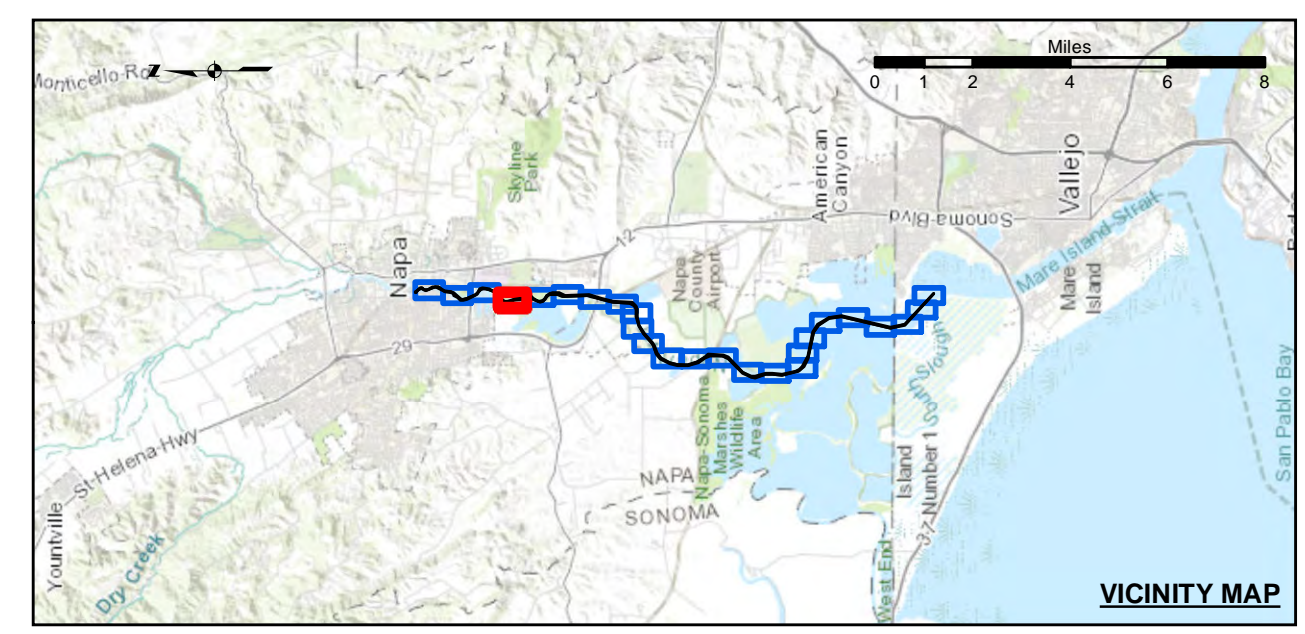 Miles
0 1 2 4 6 8
Monticello-Rd
Z
Skyline
Park
American
Canyon
Vallejo
Sonoma-Blvd
12
Napa
Napa
County
Airport
Mare-Island-Strait
Mare
Island
29
South Slough
San Pablo Bay
St-Helena-Hwy
Napa-Sonoma
Marshes
Wildlife
Area
Island
Number 1
37
NAPA
SONOMA
Yountville
Dry Creek
West End
VICINITY MAP